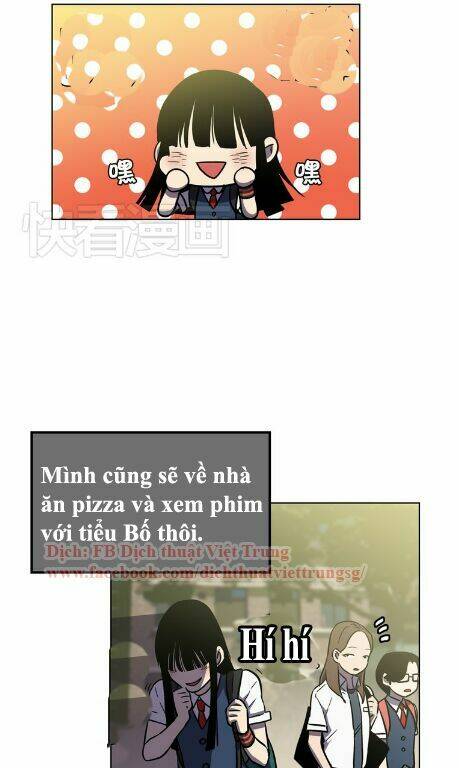 嘿
嘿
快看漫画
Mình cũng sẽ về nhà
ăn pizza và xem phim
với tiểu Bố thôi.
Dịch: FB Dịch thuật Việt Trung
www.facebook.com/dichthuatviettrungsg/
Hí hí